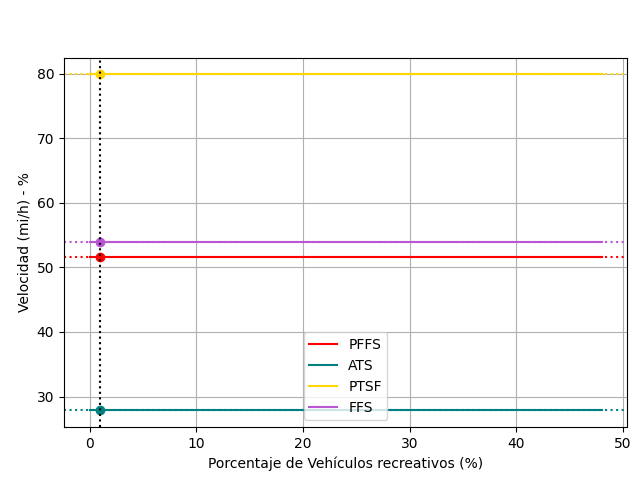 80
70
60
50
40
30
Velocidad (mi/h) - %
PFFS
ATS
PTSF
FFS
0 10 20 30 40 50
Porcentaje de Vehículos recreativos (%)